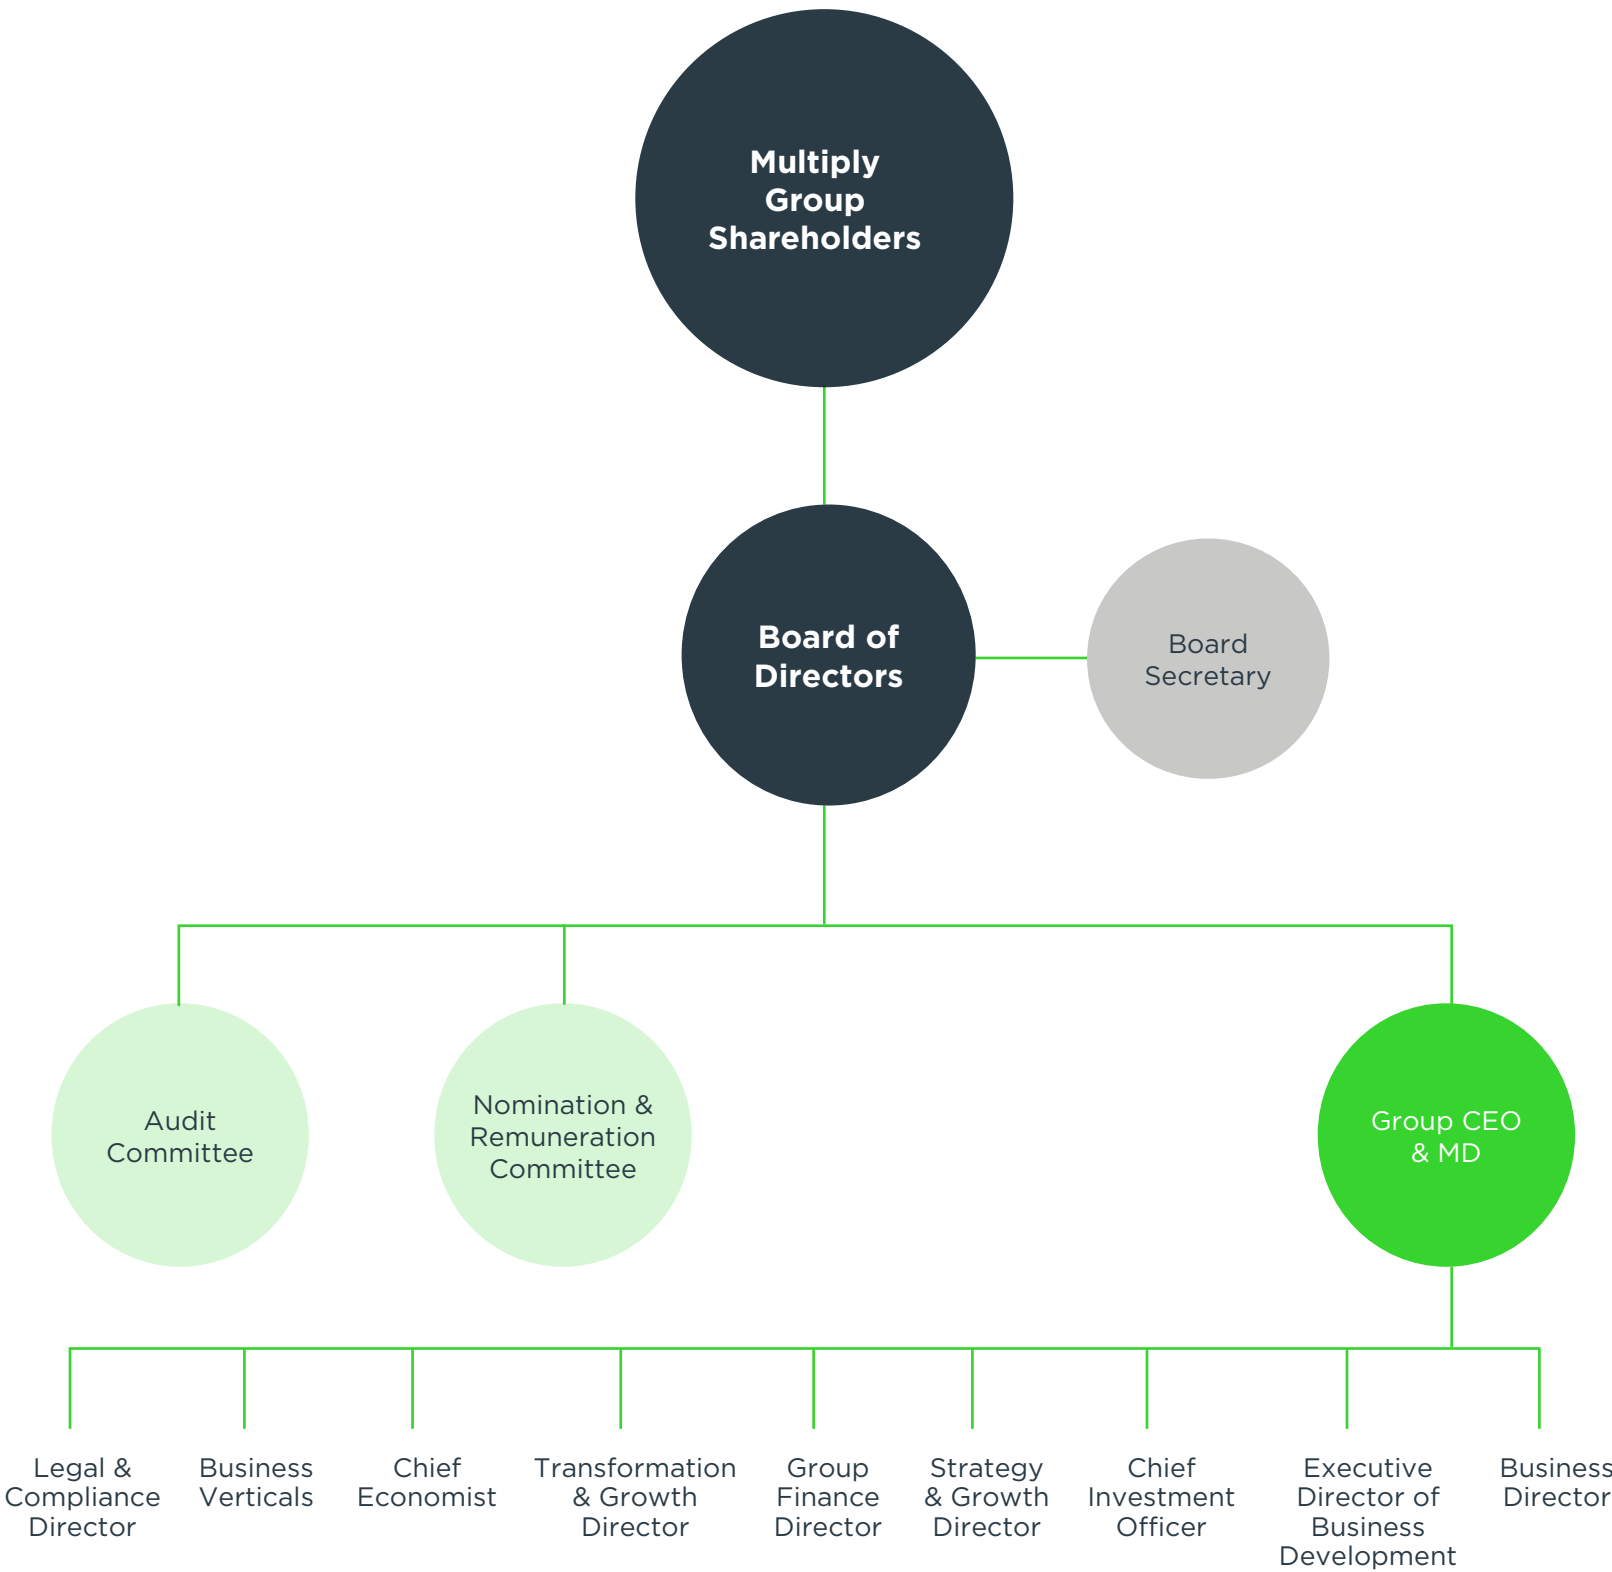 Multiply
Group
Shareholders
Board of
Directors
Board
Secretary
Audit
Committee
Nomination &
Remuneration
Committee
Group CEO
& MD
Legal &
Compliance
Director
Business
Verticals
Chief
Economist
Transformation
& Growth
Director
Group
Finance
Director
Strategy
& Growth
Director
Chief
Investment
Officer
Executive
Director of
Business
Development
Business
Director